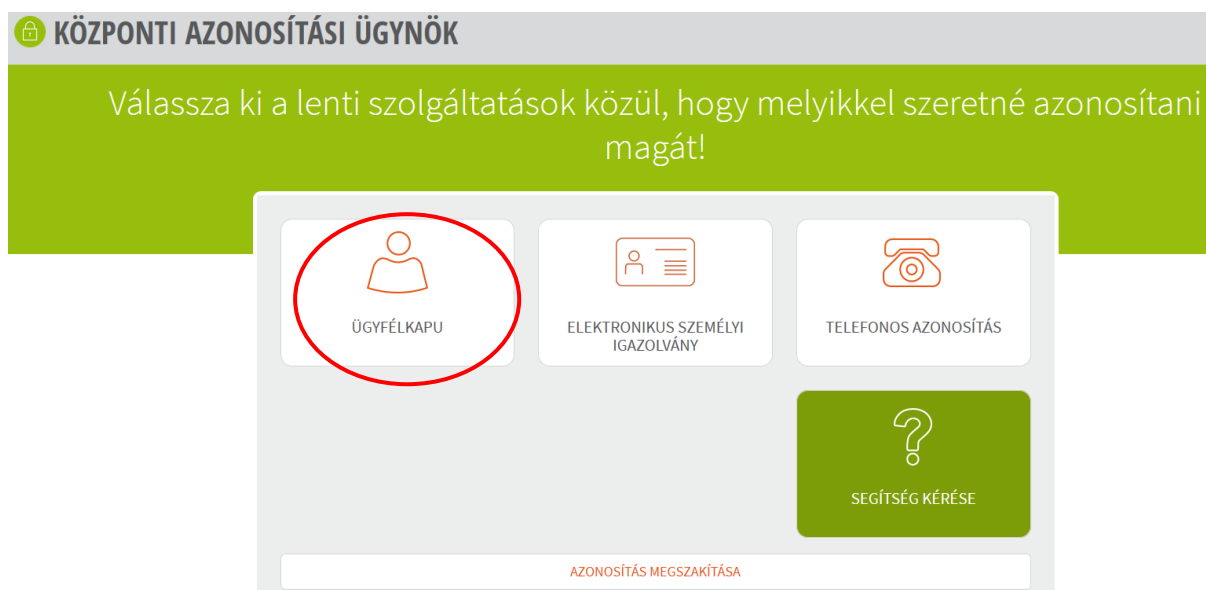 KÖZPONTI AZONOSÍTÁSI ÜGYNÖK
Válassza ki a lenti szolgáltatások közül, hogy melyikkel szeretné azonosítani
magát!
ÜGYFÉLKAPU
ELEKTRONIKUS SZEMÉLYI
IGAZOLVÁNY
TELEFONOS AZONOSÍTÁS
SEGÍTSÉG KÉRÉSE
AZONOSÍTÁS MEGSZAKÍTÁSA